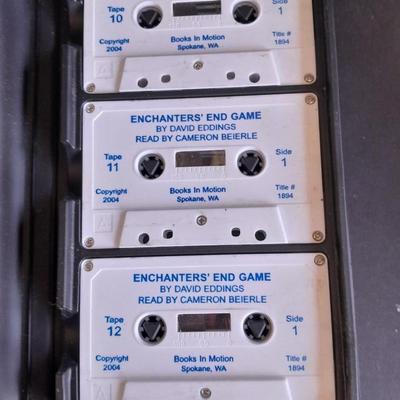 Tape Side
10 1
Copyright Books In Motion Title #
2004 Spokane, WA 1894
ENCHANTERS' END GAME
BY DAVID EDDINGS
READ BY CAMERON BEIERLE
Tape Side
11 1
Copyright Books In Motion Title #
2004 Spokane, WA 1894
ENCHANTERS' END GAME
BY DAVID EDDINGS
READ BY CAMERON BEIERLE
Tape Side
12 1
Copyright Books In Motion Title #
2004 Spokane, WA 1894